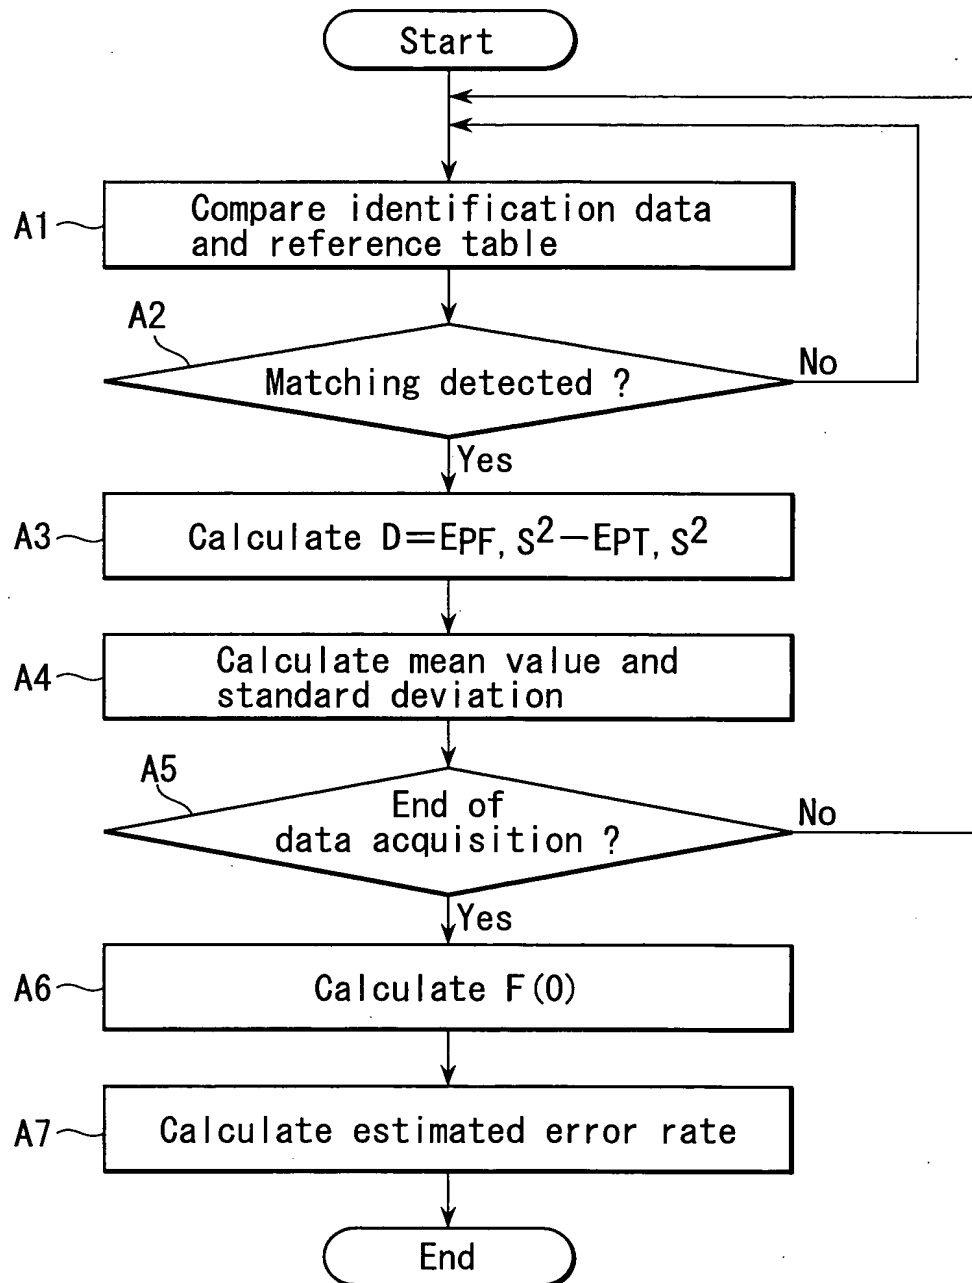 Start
A1
Compare identification data
and reference table
A2
Matching detected ?
No
Yes
A3
Calculate D=EPF, S²-EPT, S²
A4
Calculate mean value and
standard deviation
A5
End of
data acquisition ?
No
Yes
A6
Calculate F(0)
A7
Calculate estimated error rate
End